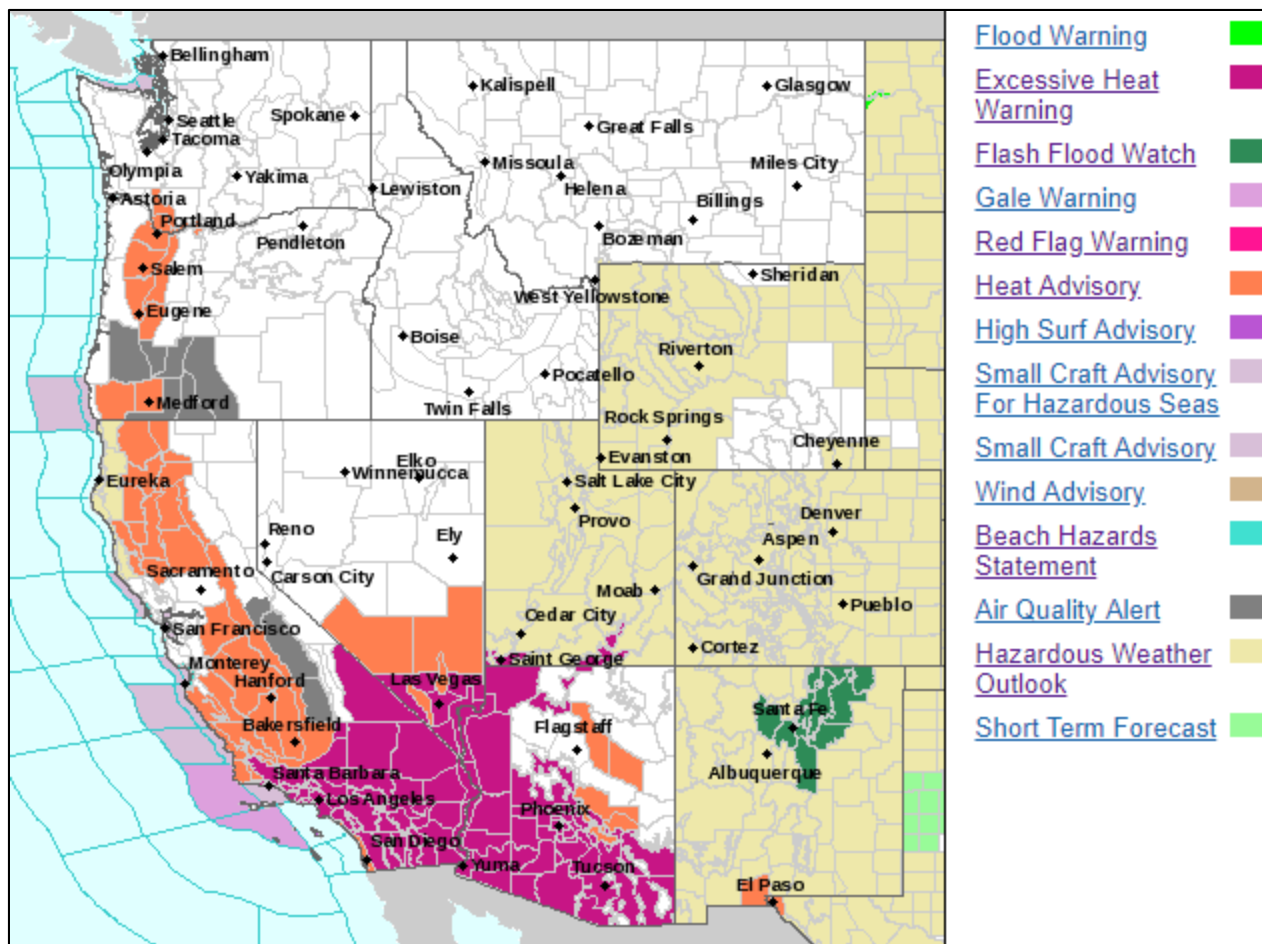 Bellingham
Kalispell
Glasgow
Spokane
Seattle
Tacoma
Great Falls
Olympia
Yakima
Missoula
Miles City
Helena
Lewiston
Astoria
Billings
Portland
Pendleton
Bozeman
Salem
Sheridan
West Yellowstone
Eugene
Boise
Riverton
Pocatello
Medford
Twin Falls
Rock Springs
Cheyenne
Elko
Evanston
Winnemucca
Eureka
Salt Lake City
Provo
Denver
Reno
Ely
Aspen
Sacramento
Carson City
Grand Junction
Moab
Pueblo
Cedar City
San Francisco
Cortez
Saint George
Monterey
Hanford
Las Vegas
Santa Fe
Bakersfield
Flagstaff
Albuquerque
Santa Barbara
Los Angeles
Phoenix
San Diego
Yuma
Tucson
El Paso
Flood Warning
Excessive Heat
Warning
Flash Flood Watch
Gale Warning
Red Flag Warning
Heat Advisory
High Surf Advisory
Small Craft Advisory
For Hazardous Seas
Small Craft Advisory
Wind Advisory
Beach Hazards
Statement
Air Quality Alert
Hazardous Weather
Outlook
Short Term Forecast